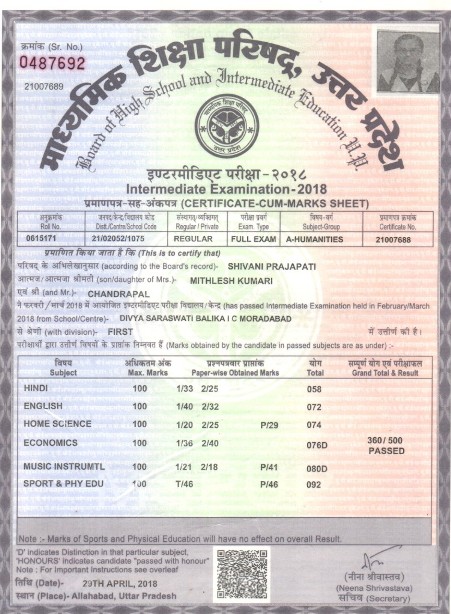 क्रमांक (Sr. No.)
0487692
21007689
माध्यमिक शिक्षा परिषद, उत्तर प्रदेश
Board of High School and Intermediate Education U.P.
इण्टरमीडिएट परीक्षा-२०१८
Intermediate Examination-2018
प्रमाणपत्र-सह-अंकपत्र (CERTIFICATE-CUM-MARKS SHEET)
अनुक्रमांक जनपद/केन्द्र/विद्यालय कोड संस्थागत/व्यक्तिगत परीक्षा प्रकार विषय-वर्ग प्रमाणपत्र क्रमांक
Roll No. Dist./Centre/School Code Regular / Private Exam Type Subject-Group Certificate No.
0615171 21/02052/1075 REGULAR FULL EXAM A-HUMANITIES 21007688
प्रमाणित किया जाता है कि (This is to certify that)
परिषद के अभिलेखानुसार (according to the Board's record)- SHIVANI PRAJAPATI
आत्मज/आत्मजा श्रीमती (son/daughter of Mrs.)- MITHLESH KUMARI
एवं श्री (and Mr.)- CHANDRAPAL
ने फरवरी/मार्च 2018 में आयोजित इण्टरमीडिएट परीक्षा विद्यालय/केन्द्र (has passed Intermediate Examination held in February/March
2018 from School/Centre)- DIVYA SARASWATI BALIKA I C MORADABAD
से श्रेणी (with division)- FIRST में उत्तीर्ण की है।
परीक्षार्थी द्वारा उत्तीर्ण विषयों के प्राप्तांक निम्नवत हैं (Marks obtained by the candidate in passed subjects are as under) :-
विषय अधिकतम अंक प्रश्नपत्रवार प्राप्तांक योग सम्पूर्ण योग एवं परीक्षाफल
Subject Max. Marks Paper-wise Obtained Marks Total Grand Total & Result
HINDI 100 1/33 2/25 058
ENGLISH 100 1/40 2/32 072
HOME SCIENCE 100 1/20 2/25 P/29 074
ECONOMICS 100 1/36 2/40 076D 360/500
PASSED
MUSIC INSTRUMTL 100 1/21 2/18 P/41 080D
SPORT & PHY EDU 100 T/46 P/46 092
Note :- Marks of Sports and Physical Education will have no effect on overall Result.
'D' indicates Distinction in that particular subject,
'HONOURS' indicates candidate "passed with honour"
Note : For Important Instructions see overleaf
तिथि (Date)- 29TH APRIL, 2018
स्थान (Place)- Allahabad, Uttar Pradesh
(नीना श्रीवास्तव)
(Neena Shrivastava)
सचिव (Secretary)